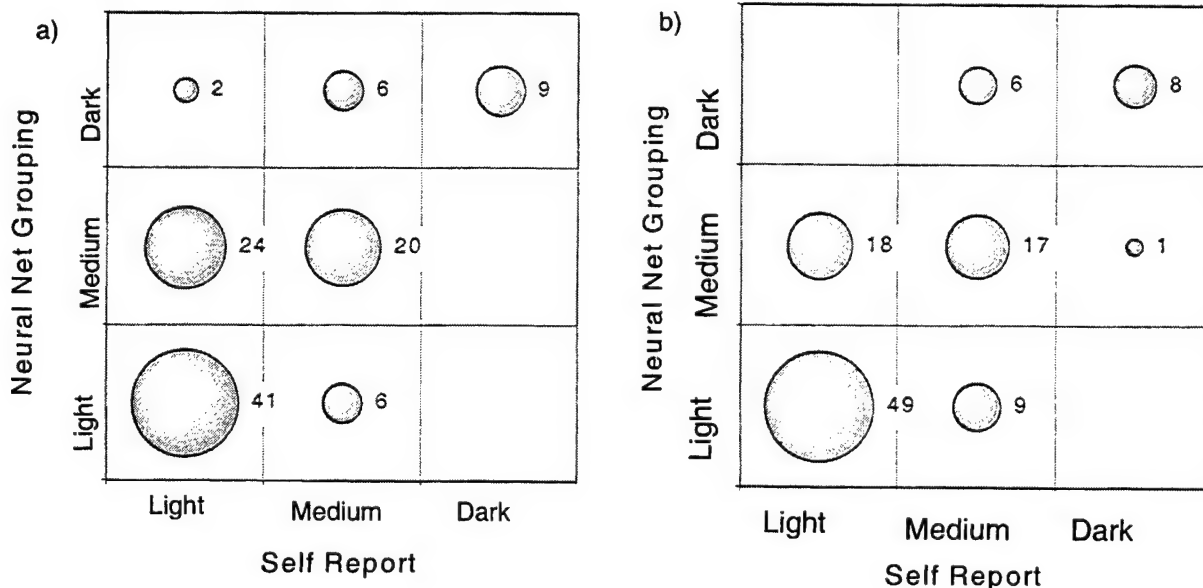 a)
Neural Net Grouping
Dark
Medium
Light
2
6
9
24
20
41
6
Light Medium Dark
Self Report
b)
Neural Net Grouping
Dark
Medium
Light
6
8
18
17
1
49
9
Light Medium Dark
Self Report